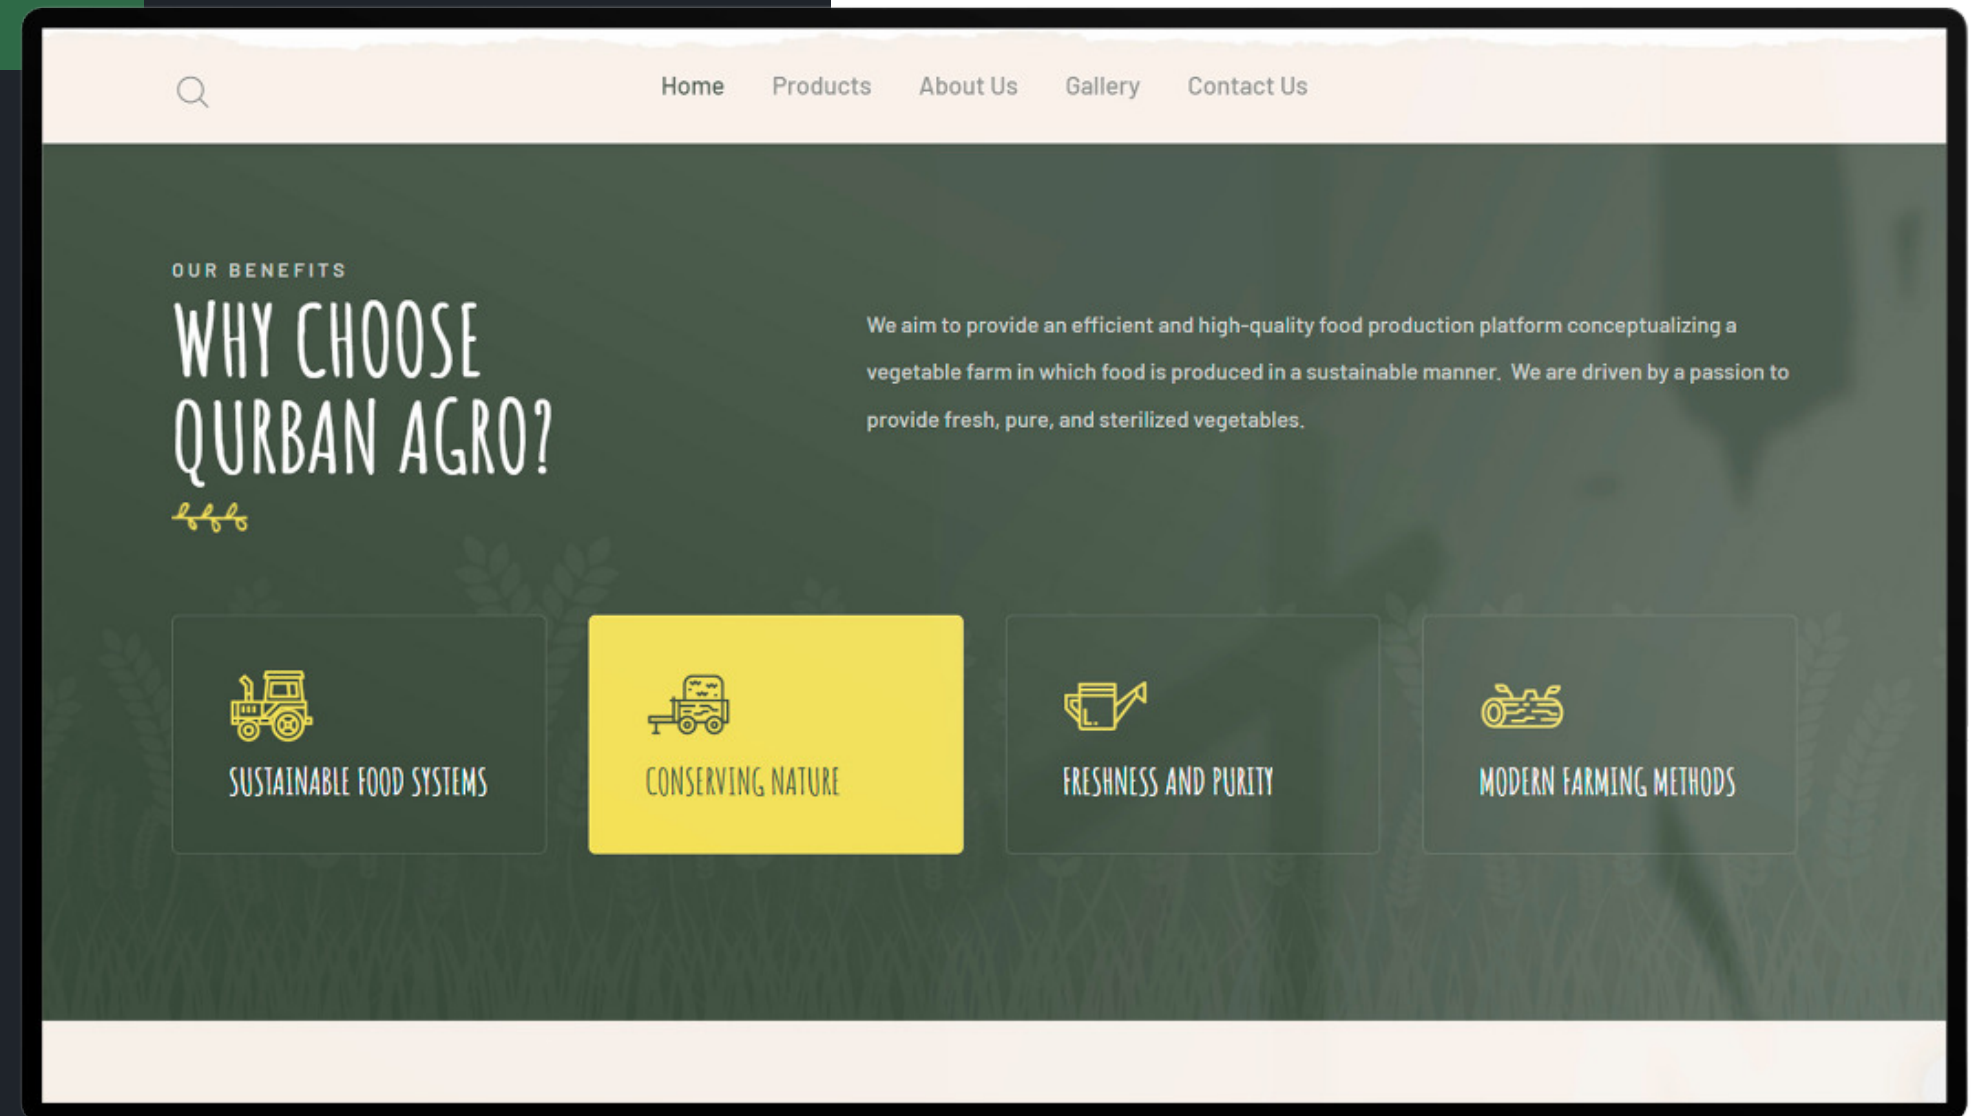 Home Products About Us Gallery Contact Us
OUR BENEFITS
WHY CHOOSE
QURBAN AGRO?
We aim to provide an efficient and high-quality food production platform conceptualizing a
vegetable farm in which food is produced in a sustainable manner. We are driven by a passion to
provide fresh, pure, and sterilized vegetables.
SUSTAINABLE FOOD SYSTEMS
CONSERVING NATURE
FRESHNESS AND PURITY
MODERN FARMING METHODS